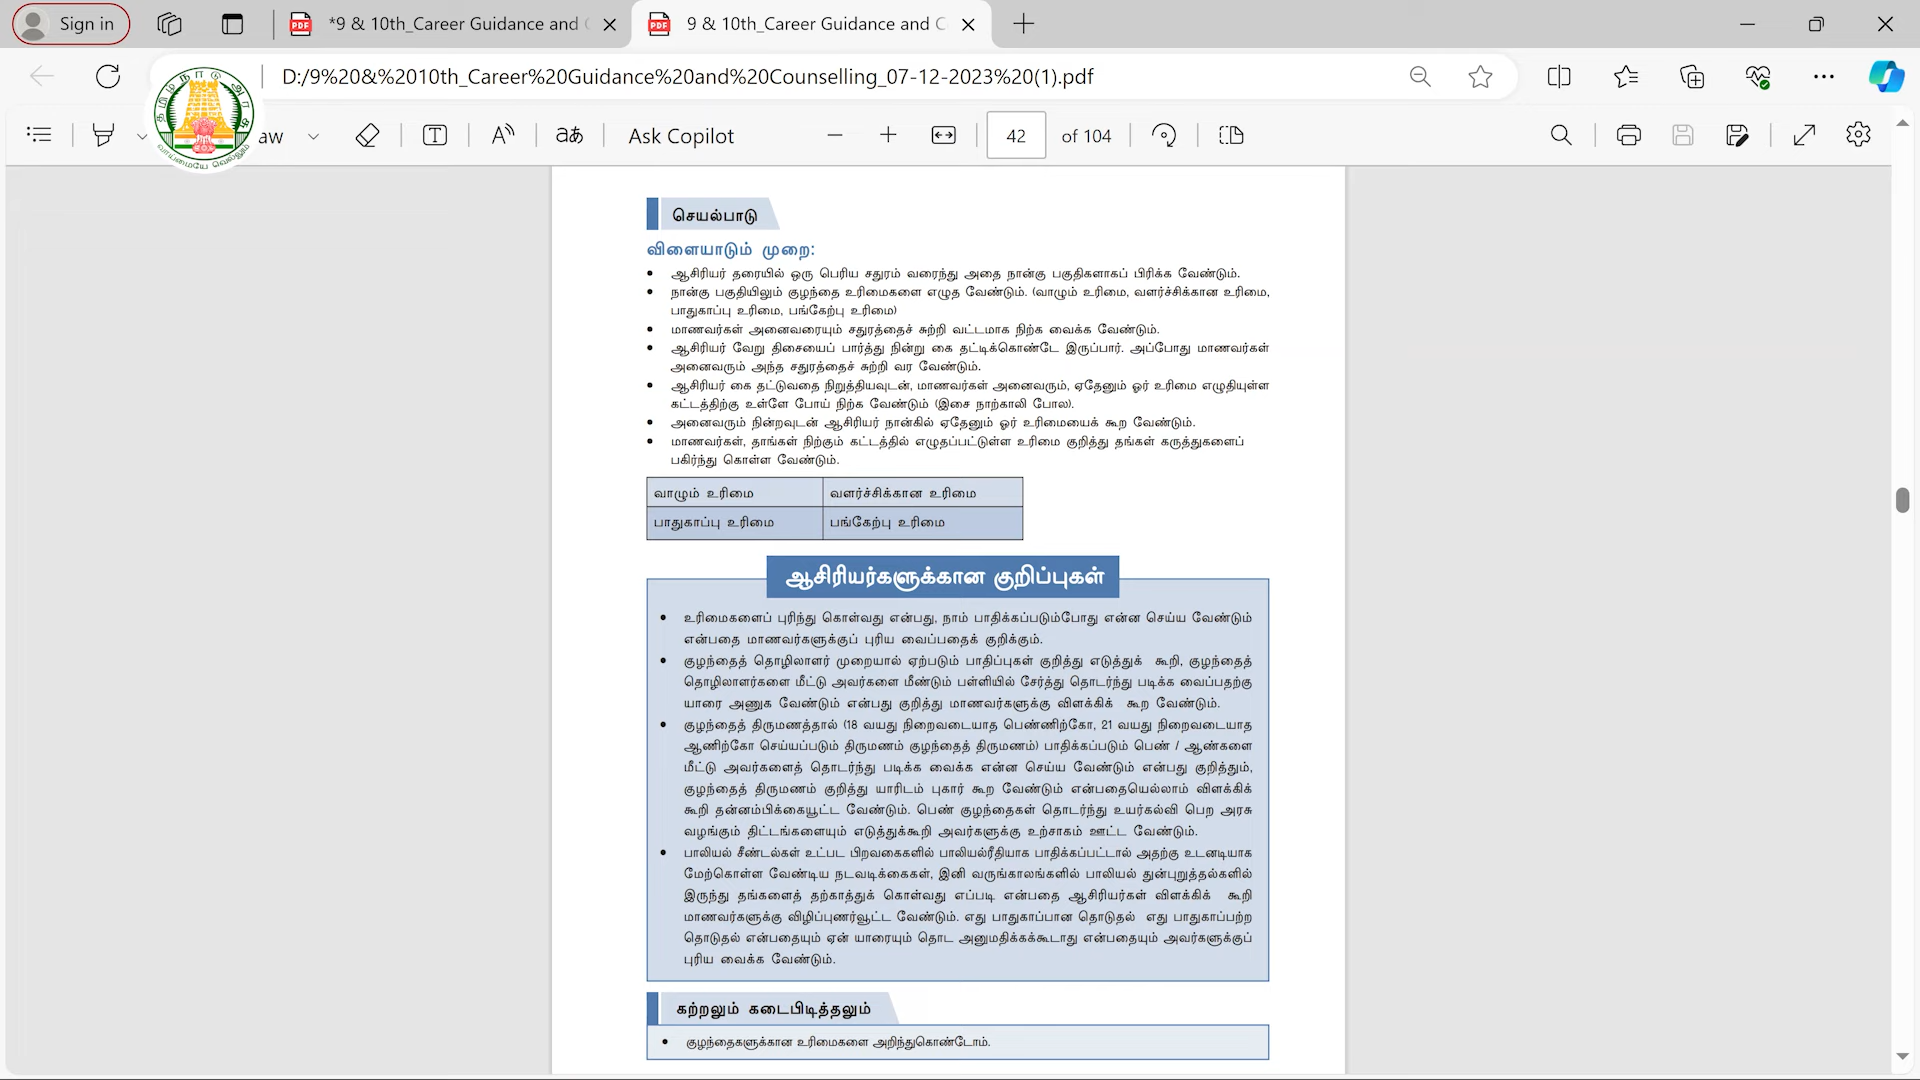 Sign in
*9 & 10th_Career Guidance and C
9 & 10th_Career Guidance and C
D:/9%20&%2010th_Career%20Guidance%20and%20Counselling_07-12-2023%20(1).pdf
தமிழ்நாடு அரசு
வாய்மையே வெல்லும்
aw
Ask Copilot
42
of 104
செயல்பாடு
விளையாடும் முறை:
• ஆசிரியர் தரையில் ஒரு பெரிய சதுரம் வரைந்து அதை நான்கு பகுதிகளாகப் பிரிக்க வேண்டும்.
• நான்கு பகுதியிலும் குழந்தை உரிமைகளை எழுத வேண்டும். (வாழும் உரிமை, வளர்ச்சிக்கான உரிமை,
பாதுகாப்பு உரிமை, பங்கேற்பு உரிமை)
• மாணவர்கள் அனைவரையும் சதுரத்தைச் சுற்றி வட்டமாக நிற்க வைக்க வேண்டும்.
• ஆசிரியர் வேறு திசையைப் பார்த்து நின்று கை தட்டிக்கொண்டே இருப்பார். அப்போது மாணவர்கள்
அனைவரும் அந்த சதுரத்தைச் சுற்றி வர வேண்டும்.
• ஆசிரியர் கை தட்டுவதை நிறுத்தியவுடன், மாணவர்கள் அனைவரும், ஏதேனும் ஓர் உரிமை எழுதியுள்ள
கட்டத்திற்கு உள்ளே போய் நிற்க வேண்டும் (இசை நாற்காலி போல).
• அனைவரும் நின்றவுடன் ஆசிரியர் நான்கில் ஏதேனும் ஓர் உரிமையைக் கூற வேண்டும்.
• மாணவர்கள், தாங்கள் நிற்கும் கட்டத்தில் எழுதப்பட்டுள்ள உரிமை குறித்து தங்கள் கருத்துகளைப்
பகிர்ந்து கொள்ள வேண்டும்.
வாழும் உரிமை வளர்ச்சிக்கான உரிமை
பாதுகாப்பு உரிமை பங்கேற்பு உரிமை
ஆசிரியர்களுக்கான குறிப்புகள்
• உரிமைகளைப் புரிந்து கொள்வது என்பது, நாம் பாதிக்கப்படும்போது என்ன செய்ய வேண்டும்
என்பதை மாணவர்களுக்குப் புரிய வைப்பதைக் குறிக்கும்.
• குழந்தைத் தொழிலாளர் முறையால் ஏற்படும் பாதிப்புகள் குறித்து எடுத்துக் கூறி, குழந்தைத்
தொழிலாளர்களை மீட்டு அவர்களை மீண்டும் பள்ளியில் சேர்த்து தொடர்ந்து படிக்க வைப்பதற்கு
யாரை அணுக வேண்டும் என்பது குறித்து மாணவர்களுக்கு விளக்கிக் கூற வேண்டும்.
• குழந்தைத் திருமணத்தால் (18 வயது நிறைவடையாத பெண்ணிற்கோ, 21 வயது நிறைவடையாத
ஆணிற்கோ செய்யப்படும் திருமணம் குழந்தைத் திருமணம்) பாதிக்கப்படும் பெண் / ஆண்களை
மீட்டு அவர்களைத் தொடர்ந்து படிக்க வைக்க என்ன செய்ய வேண்டும் என்பது குறித்தும்,
குழந்தைத் திருமணம் குறித்து யாரிடம் புகார் கூற வேண்டும் என்பதையெல்லாம் விளக்கிக்
கூறி தன்னம்பிக்கையூட்ட வேண்டும். பெண் குழந்தைகள் தொடர்ந்து உயர்கல்வி பெற அரசு
வழங்கும் திட்டங்களையும் எடுத்துக்கூறி அவர்களுக்கு உற்சாகம் ஊட்ட வேண்டும்.
• பாலியல் சீண்டல்கள் உட்பட பிறவகைகளில் பாலியல்ரீதியாக பாதிக்கப்பட்டால் அதற்கு உடனடியாக
மேற்கொள்ள வேண்டிய நடவடிக்கைகள், இனி வருங்காலங்களில் பாலியல் துன்புறுத்தல்களில்
இருந்து தங்களைத் தற்காத்துக் கொள்வது எப்படி என்பதை ஆசிரியர்கள் விளக்கிக் கூறி
மாணவர்களுக்கு விழிப்புணர்வூட்ட வேண்டும். எது பாதுகாப்பான தொடுதல் எது பாதுகாப்பற்ற
தொடுதல் என்பதையும் ஏன் யாரையும் தொட அனுமதிக்கக்கூடாது என்பதையும் அவர்களுக்குப்
புரிய வைக்க வேண்டும்.
கற்றலும் கடைபிடித்தலும்
• குழந்தைகளுக்கான உரிமைகளை அறிந்துகொண்டோம்.